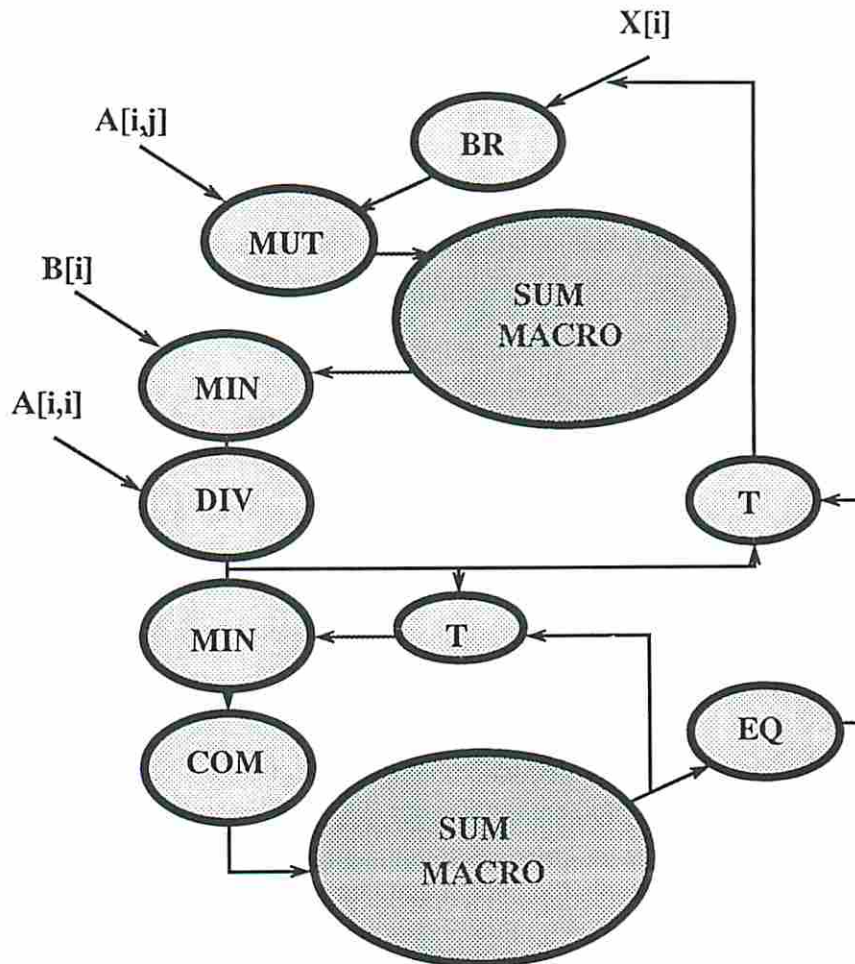 X[i]
A[i,j]
BR
MUT
B[i]
SUM
MACRO
MIN
A[i,i]
DIV
T
MIN
T
EQ
COM
SUM
MACRO